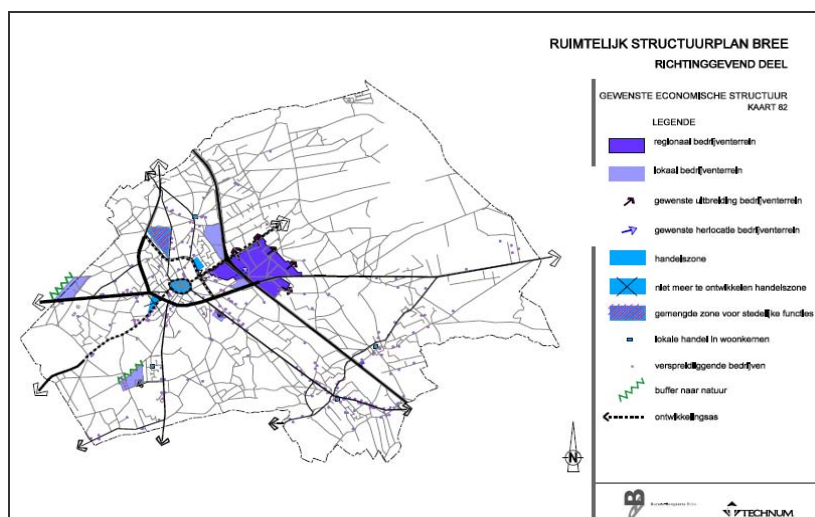 RUIMTELIJK STRUCTUURPLAN BREE
RICHTINGGEVEND DEEL
GEWENSTE ECONOMISCHE STRUCTUUR
KAART 82
LEGENDE
regionaal bedrijventerrein
lokaal bedrijventerrein
gewenste uitbreiding bedrijventerrein
gewenste herlocatie bedrijventerrein
handelszone
niet meer te ontwikkelen handelszone
gemengde zone voor stedelijke functies
lokale handel in woonkernen
verspreidliggende bedrijven
buffer naar natuur
ontwikkelingsas
N
B
TECHNUM